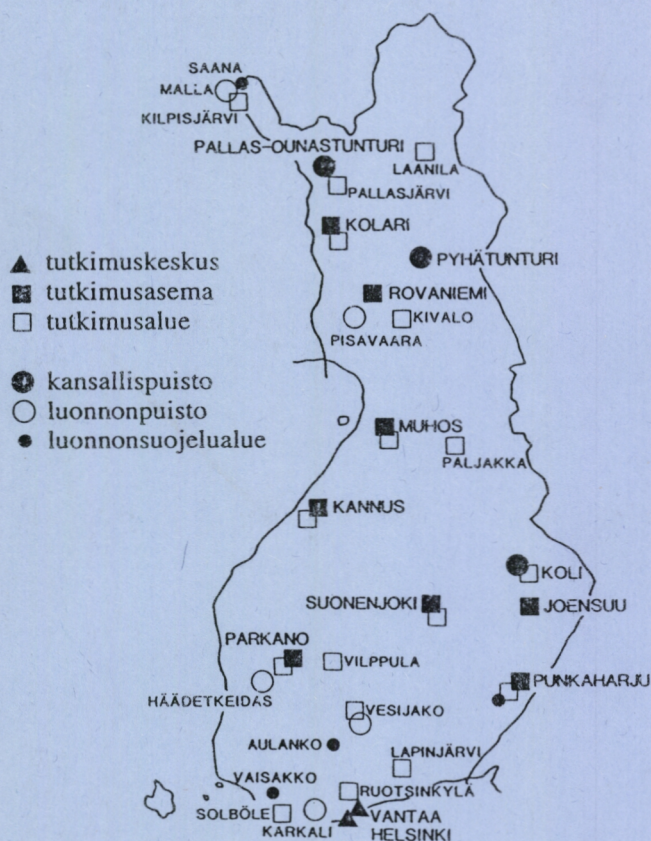 SAANA
MALLA
KILPISJÄRVI
PALLAS-OUNASTUNTURI
LAANILA
PALLASJÄRVI
KOLARI
PYHÄTUNTURI
tutkimuskeskus
tutkimusasema
tutkimusalue
kansallispuisto
luonnonpuisto
luonnonsuojelualue
ROVANIEMI
KIVALO
PISAVAARA
MUHOS
PALJAKKA
KANNUS
KOLI
SUONENJOKI
JOENSUU
PARKANO
VILPPULA
PUNKAHARJU
HÄÄDETKEIDAS
VESIJAKO
AULANKO
LAPINJÄRVI
VAISAKKO
RUOTSINKYLÄ
SOLBÖLE
KARKALI
VANTAA
HELSINKI